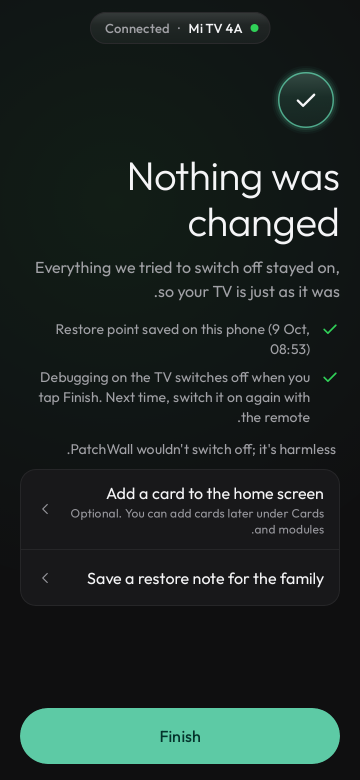 Connected · Mi TV 4A
Nothing was
changed
Everything we tried to switch off stayed on,
.so your TV is just as it was
Restore point saved on this phone (9 Oct,
08:53)
Debugging on the TV switches off when you
tap Finish. Next time, switch it on again with
.the remote
.PatchWall wouldn't switch off; it's harmless
Add a card to the home screen
Optional. You can add cards later under Cards
.and modules
Save a restore note for the family
Finish